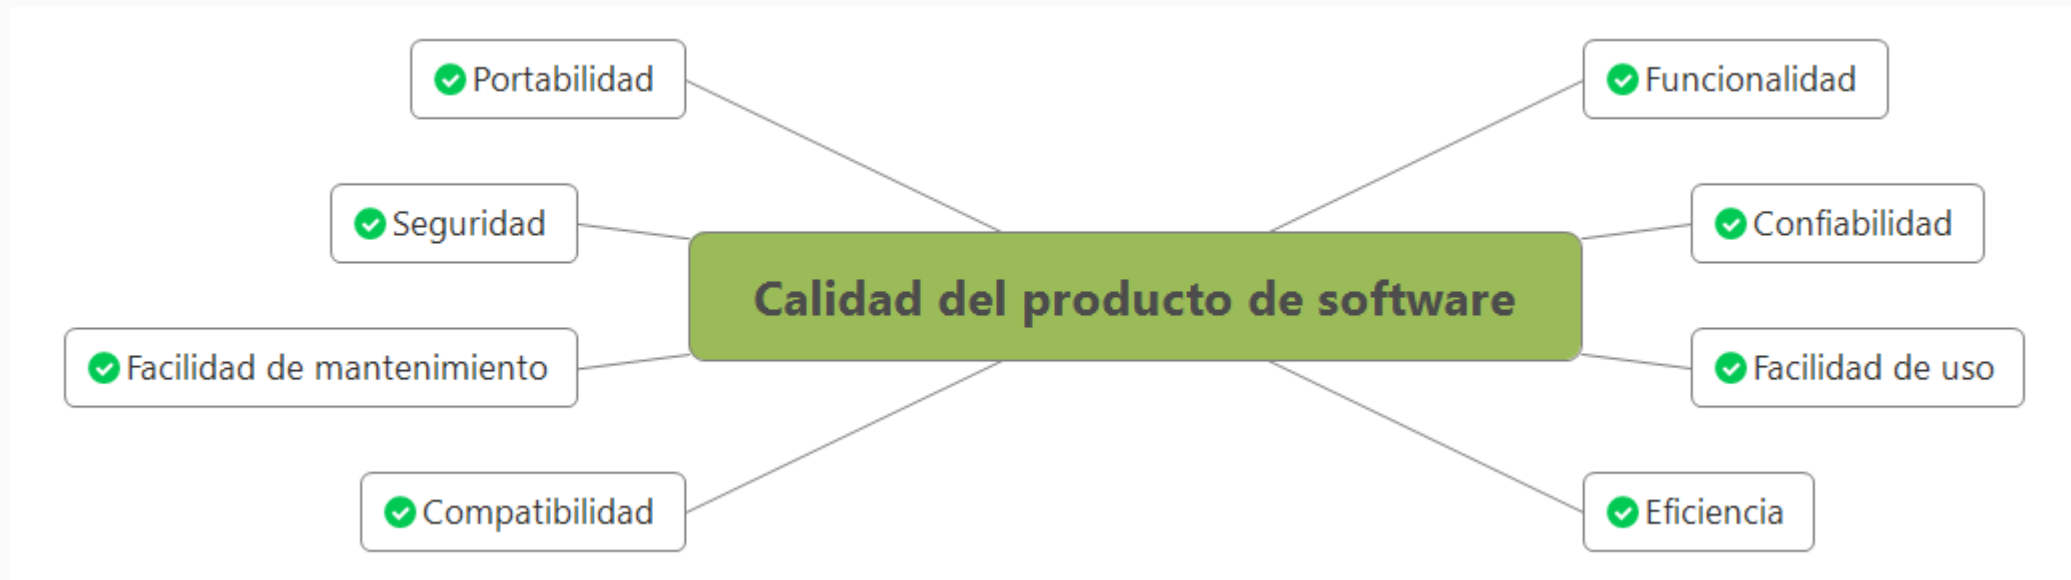 Portabilidad
Funcionalidad
Seguridad
Confiabilidad
Calidad del producto de software
Facilidad de mantenimiento
Facilidad de uso
Compatibilidad
Eficiencia